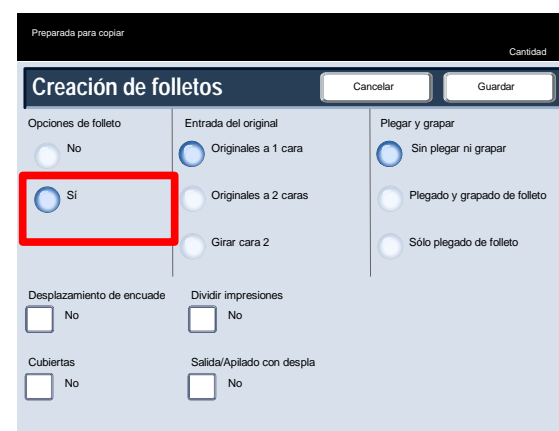 Preparada para copiar
Cantidad
Creación de folletos
Cancelar
Guardar
Opciones de folleto
Entrada del original
Plegar y grapar
No
Originales a 1 cara
Sin plegar ni grapar
Sí
Originales a 2 caras
Plegado y grapado de folleto
Girar cara 2
Sólo plegado de folleto
Desplazamiento de encuade
Dividir impresiones
No
No
Cubiertas
Salida/Apilado con despla
No
No